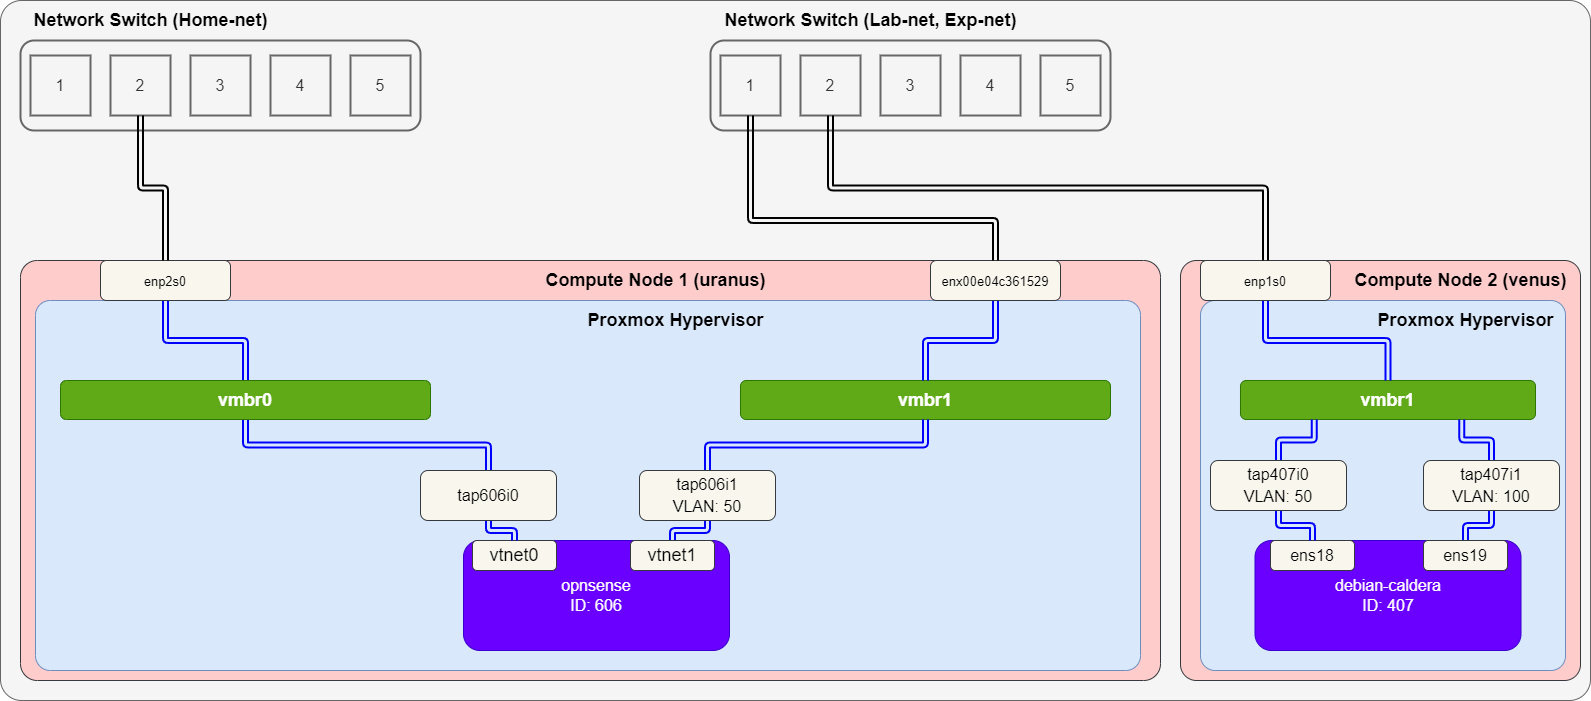 Network Switch (Home-net)
1
2
3
4
5
Network Switch (Lab-net, Exp-net)
1
2
3
4
5
enp2s0
Compute Node 1 (uranus)
enx00e04c361529
Proxmox Hypervisor
vmbr0
vmbr1
tap606i0
tap606i1
VLAN: 50
vtnet0
vtnet1
opnsense
ID: 606
enp1s0
Compute Node 2 (venus)
Proxmox Hypervisor
vmbr1
tap407i0
VLAN: 50
tap407i1
VLAN: 100
ens18
ens19
debian-caldera
ID: 407